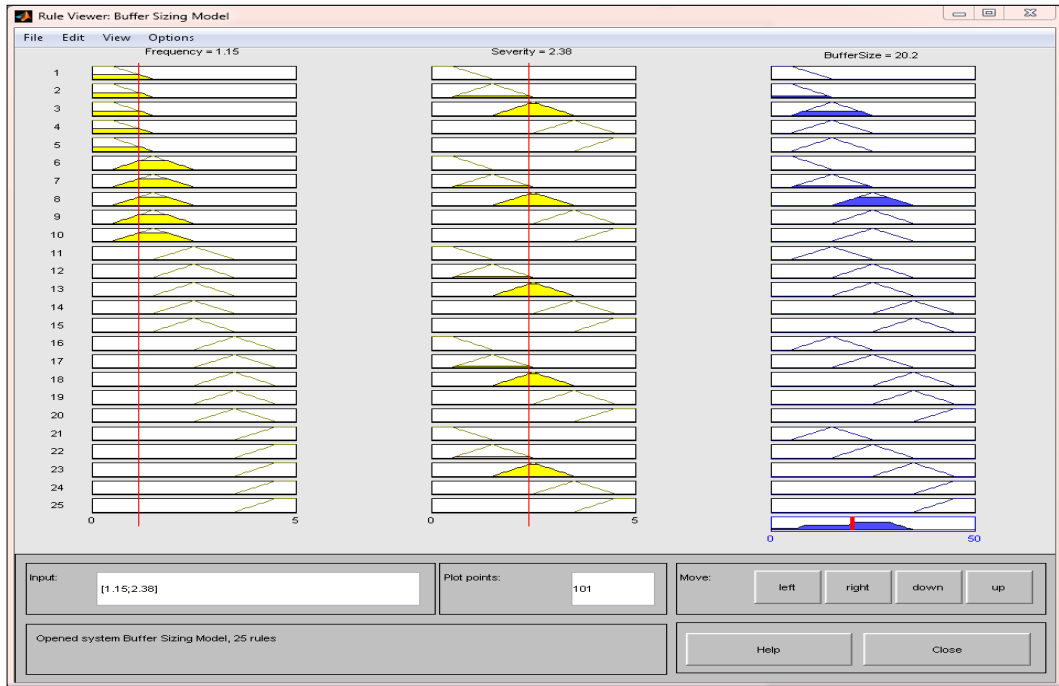 Rule Viewer: Buffer Sizing Model
File Edit View Options
Frequency = 1.15
Severity = 2.38
BufferSize = 20.2
1
2
3
4
5
6
7
8
9
10
11
12
13
14
15
16
17
18
19
20
21
22
23
24
25
0 5
0 5
0 50
Input:
[1.15;2.38]
Plot points:
101
Move:
left right down up
Opened system Buffer Sizing Model, 25 rules
Help Close